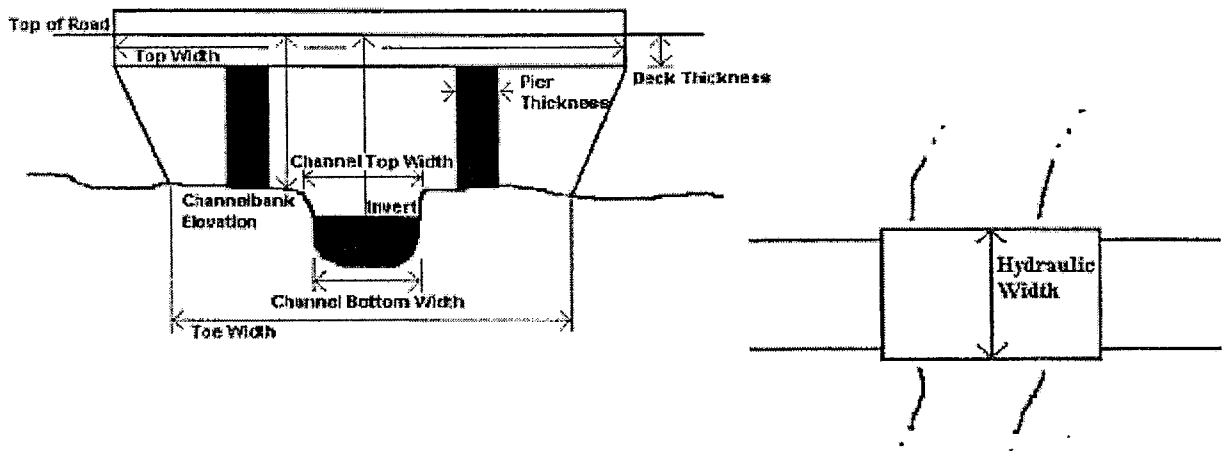 Top of Road
Top Width
Deck Thickness
Pier
Thickness
Channel Top Width
Channelbank
Elevation
Invert
Channel Bottom Width
Toe Width
Hydraulic
Width